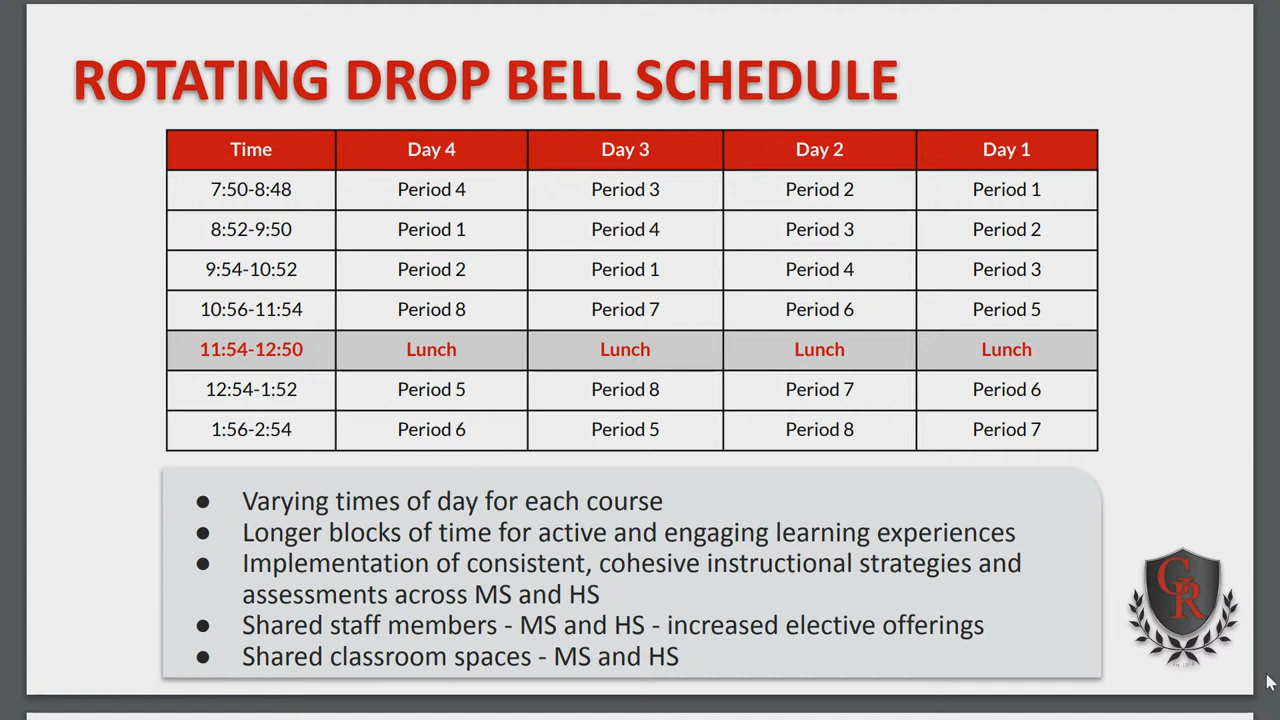 ROTATING DROP BELL SCHEDULE
Time Day 4 Day 3 Day 2 Day 1
7:50-8:48 Period 4 Period 3 Period 2 Period 1
8:52-9:50 Period 1 Period 4 Period 3 Period 2
9:54-10:52 Period 2 Period 1 Period 4 Period 3
10:56-11:54 Period 8 Period 7 Period 6 Period 5
11:54-12:50 Lunch Lunch Lunch Lunch
12:54-1:52 Period 5 Period 8 Period 7 Period 6
1:56-2:54 Period 6 Period 5 Period 8 Period 7
● Varying times of day for each course
● Longer blocks of time for active and engaging learning experiences
● Implementation of consistent, cohesive instructional strategies and
assessments across MS and HS
● Shared staff members - MS and HS - increased elective offerings
● Shared classroom spaces - MS and HS
GR